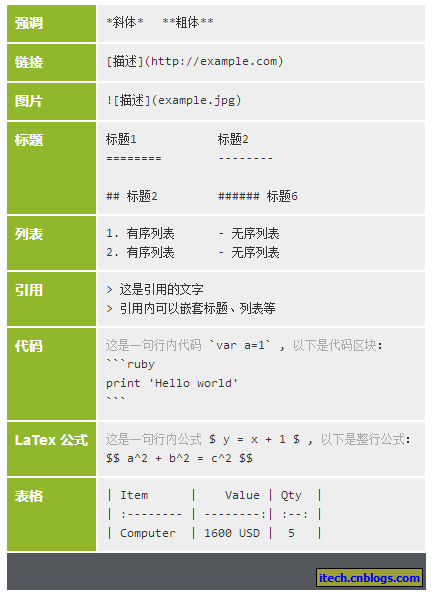 强调 *斜体* **粗体**
链接 [描述](http://example.com)
图片 ![描述](example.jpg)
标题 标题1 标题2
======== --------
## 标题2 ###### 标题6
列表 1. 有序列表 - 无序列表
2. 有序列表 - 无序列表
引用 > 这是引用的文字
> 引用内可以嵌套标题、列表等
代码 这是一句行内代码 `var a=1` , 以下是代码区块:
```ruby
print 'Hello world'
```
LaTex 公式 这是一句行内公式 $ y = x + 1 $ , 以下是整行公式:
$$ a^2 + b^2 = c^2 $$
表格 | Item | Value | Qty |
| :-------- | --------:| :--: |
| Computer | 1600 USD | 5 |
itech.cnblogs.com